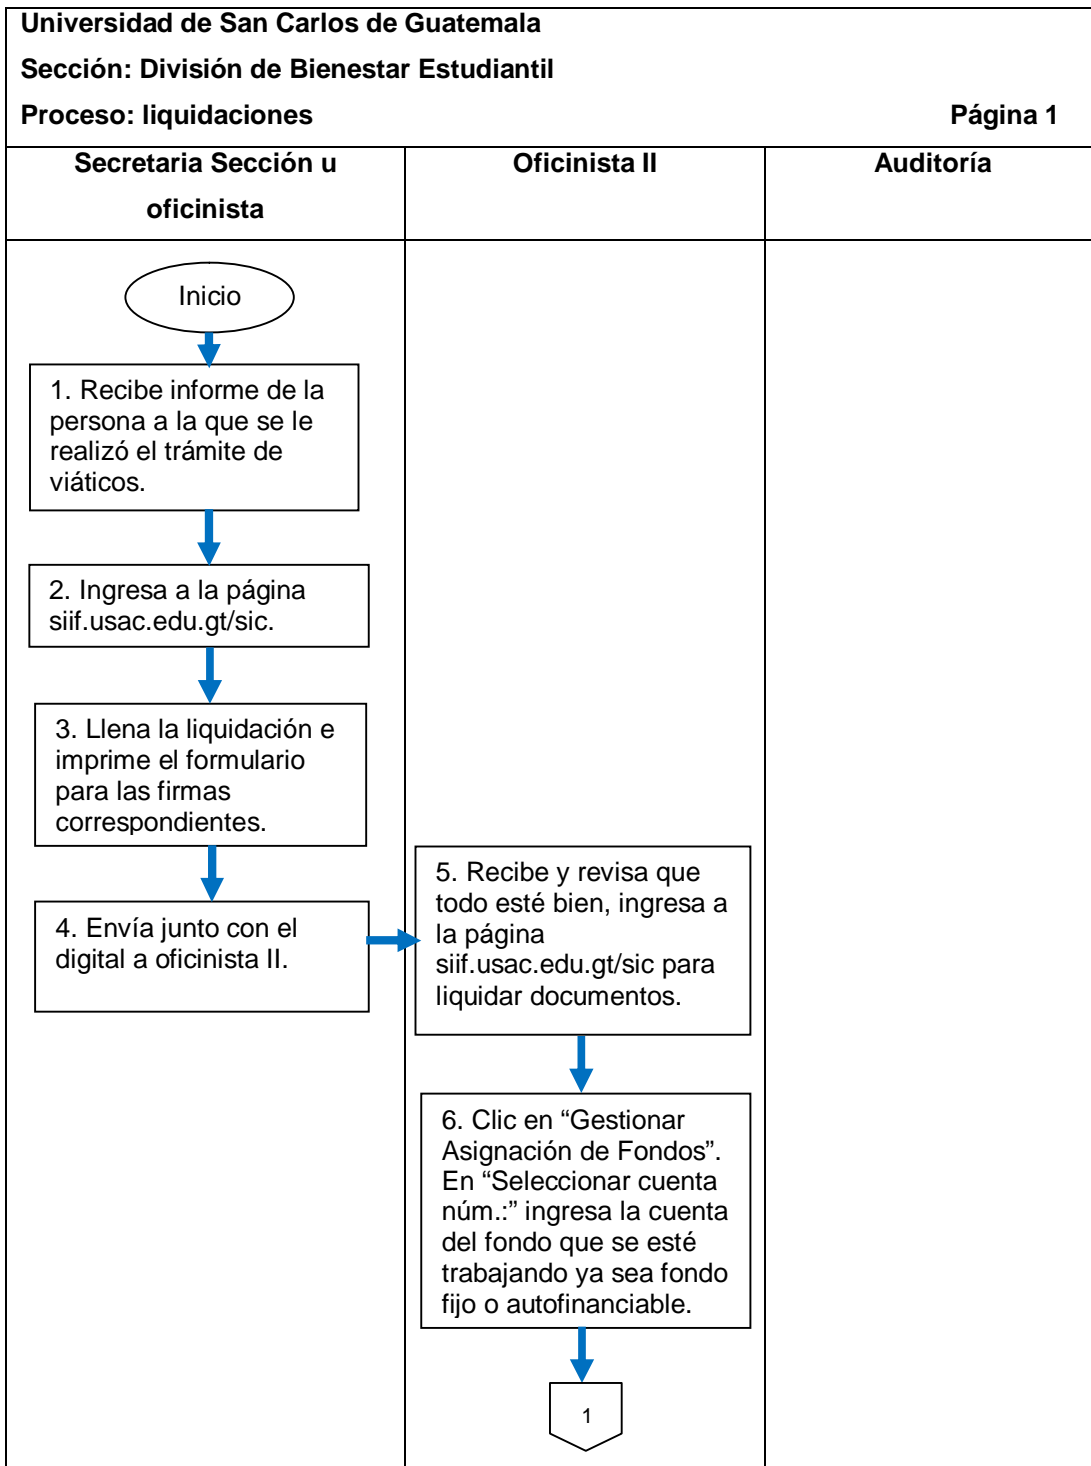 Universidad de San Carlos de Guatemala
Sección: División de Bienestar Estudiantil
Proceso: liquidaciones Página 1
Secretaria Sección u
oficinista
Oficinista II
Auditoría
Inicio
1. Recibe informe de la
persona a la que se le
realizó el trámite de
viáticos.
2. Ingresa a la página
siif.usac.edu.gt/sic.
3. Llena la liquidación e
imprime el formulario
para las firmas
correspondientes.
4. Envía junto con el
digital a oficinista II.
5. Recibe y revisa que
todo esté bien, ingresa a
la página
siif.usac.edu.gt/sic para
liquidar documentos.
6. Clic en “Gestionar
Asignación de Fondos”.
En “Seleccionar cuenta
núm.:” ingresa la cuenta
del fondo que se esté
trabajando ya sea fondo
fijo o autofinanciable.
1